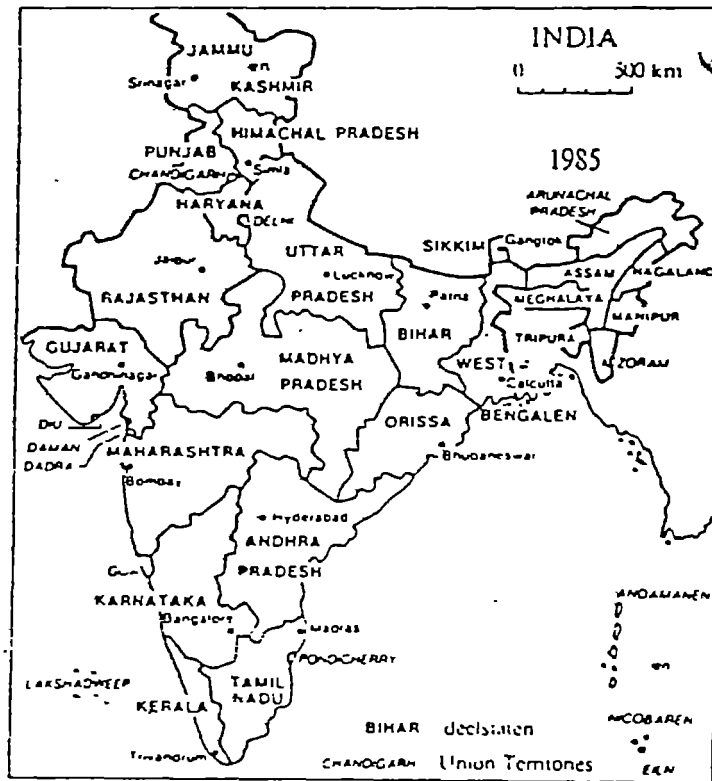 INDIA
0 500 km
1985
JAMMU
en
Srinagar
KASHMIR
HIMACHAL PRADESH
PUNJAB
Simla
CHANDIGARH
HARYANA
DELHI
ARUNACHAL
PRADESH
UTTAR
SIKKIM
Gangtok
Jaipur
Lucknow
ASSAM
NAGALAND
RAJASTHAN
PRADESH
Patna
MEGHALAYA
MANIPUR
BIHAR
TRIPURA
GUJARAT
MADHYA
WEST
ZORAM
Gandhinagar
Bhopal
PRADESH
Calcutta
BENGALEN
DIU
ORISSA
DAMAN
MAHARASHTRA
DADRA
Bhubaneswar
Bombay
Hyderabad
ANDHRA
PRADESH
KARNATAKA
ANDAMANEN
Bangalore
Madras
PONDICHERRY
en
LAKSHADWEEP
TAMIL
NADU
KERALA
NICOBAREN
BIHAR deelstaten
Trivandrum
CHANDIGARH Union Territories